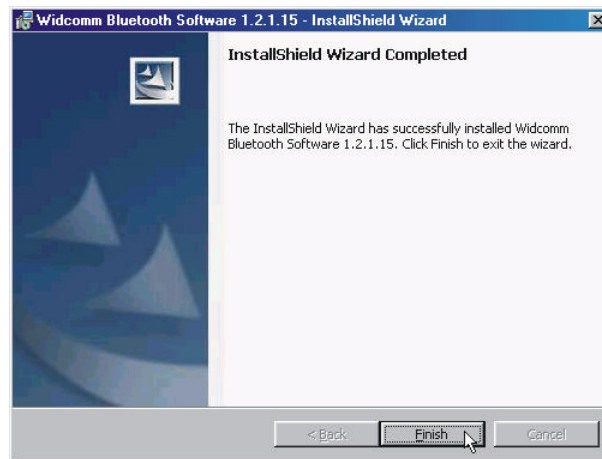 Widcomm Bluetooth Software 1.2.1.15 - InstallShield Wizard
InstallShield Wizard Completed
The InstallShield Wizard has successfully installed Widcomm
Bluetooth Software 1.2.1.15. Click Finish to exit the wizard.
< Back Finish Cancel